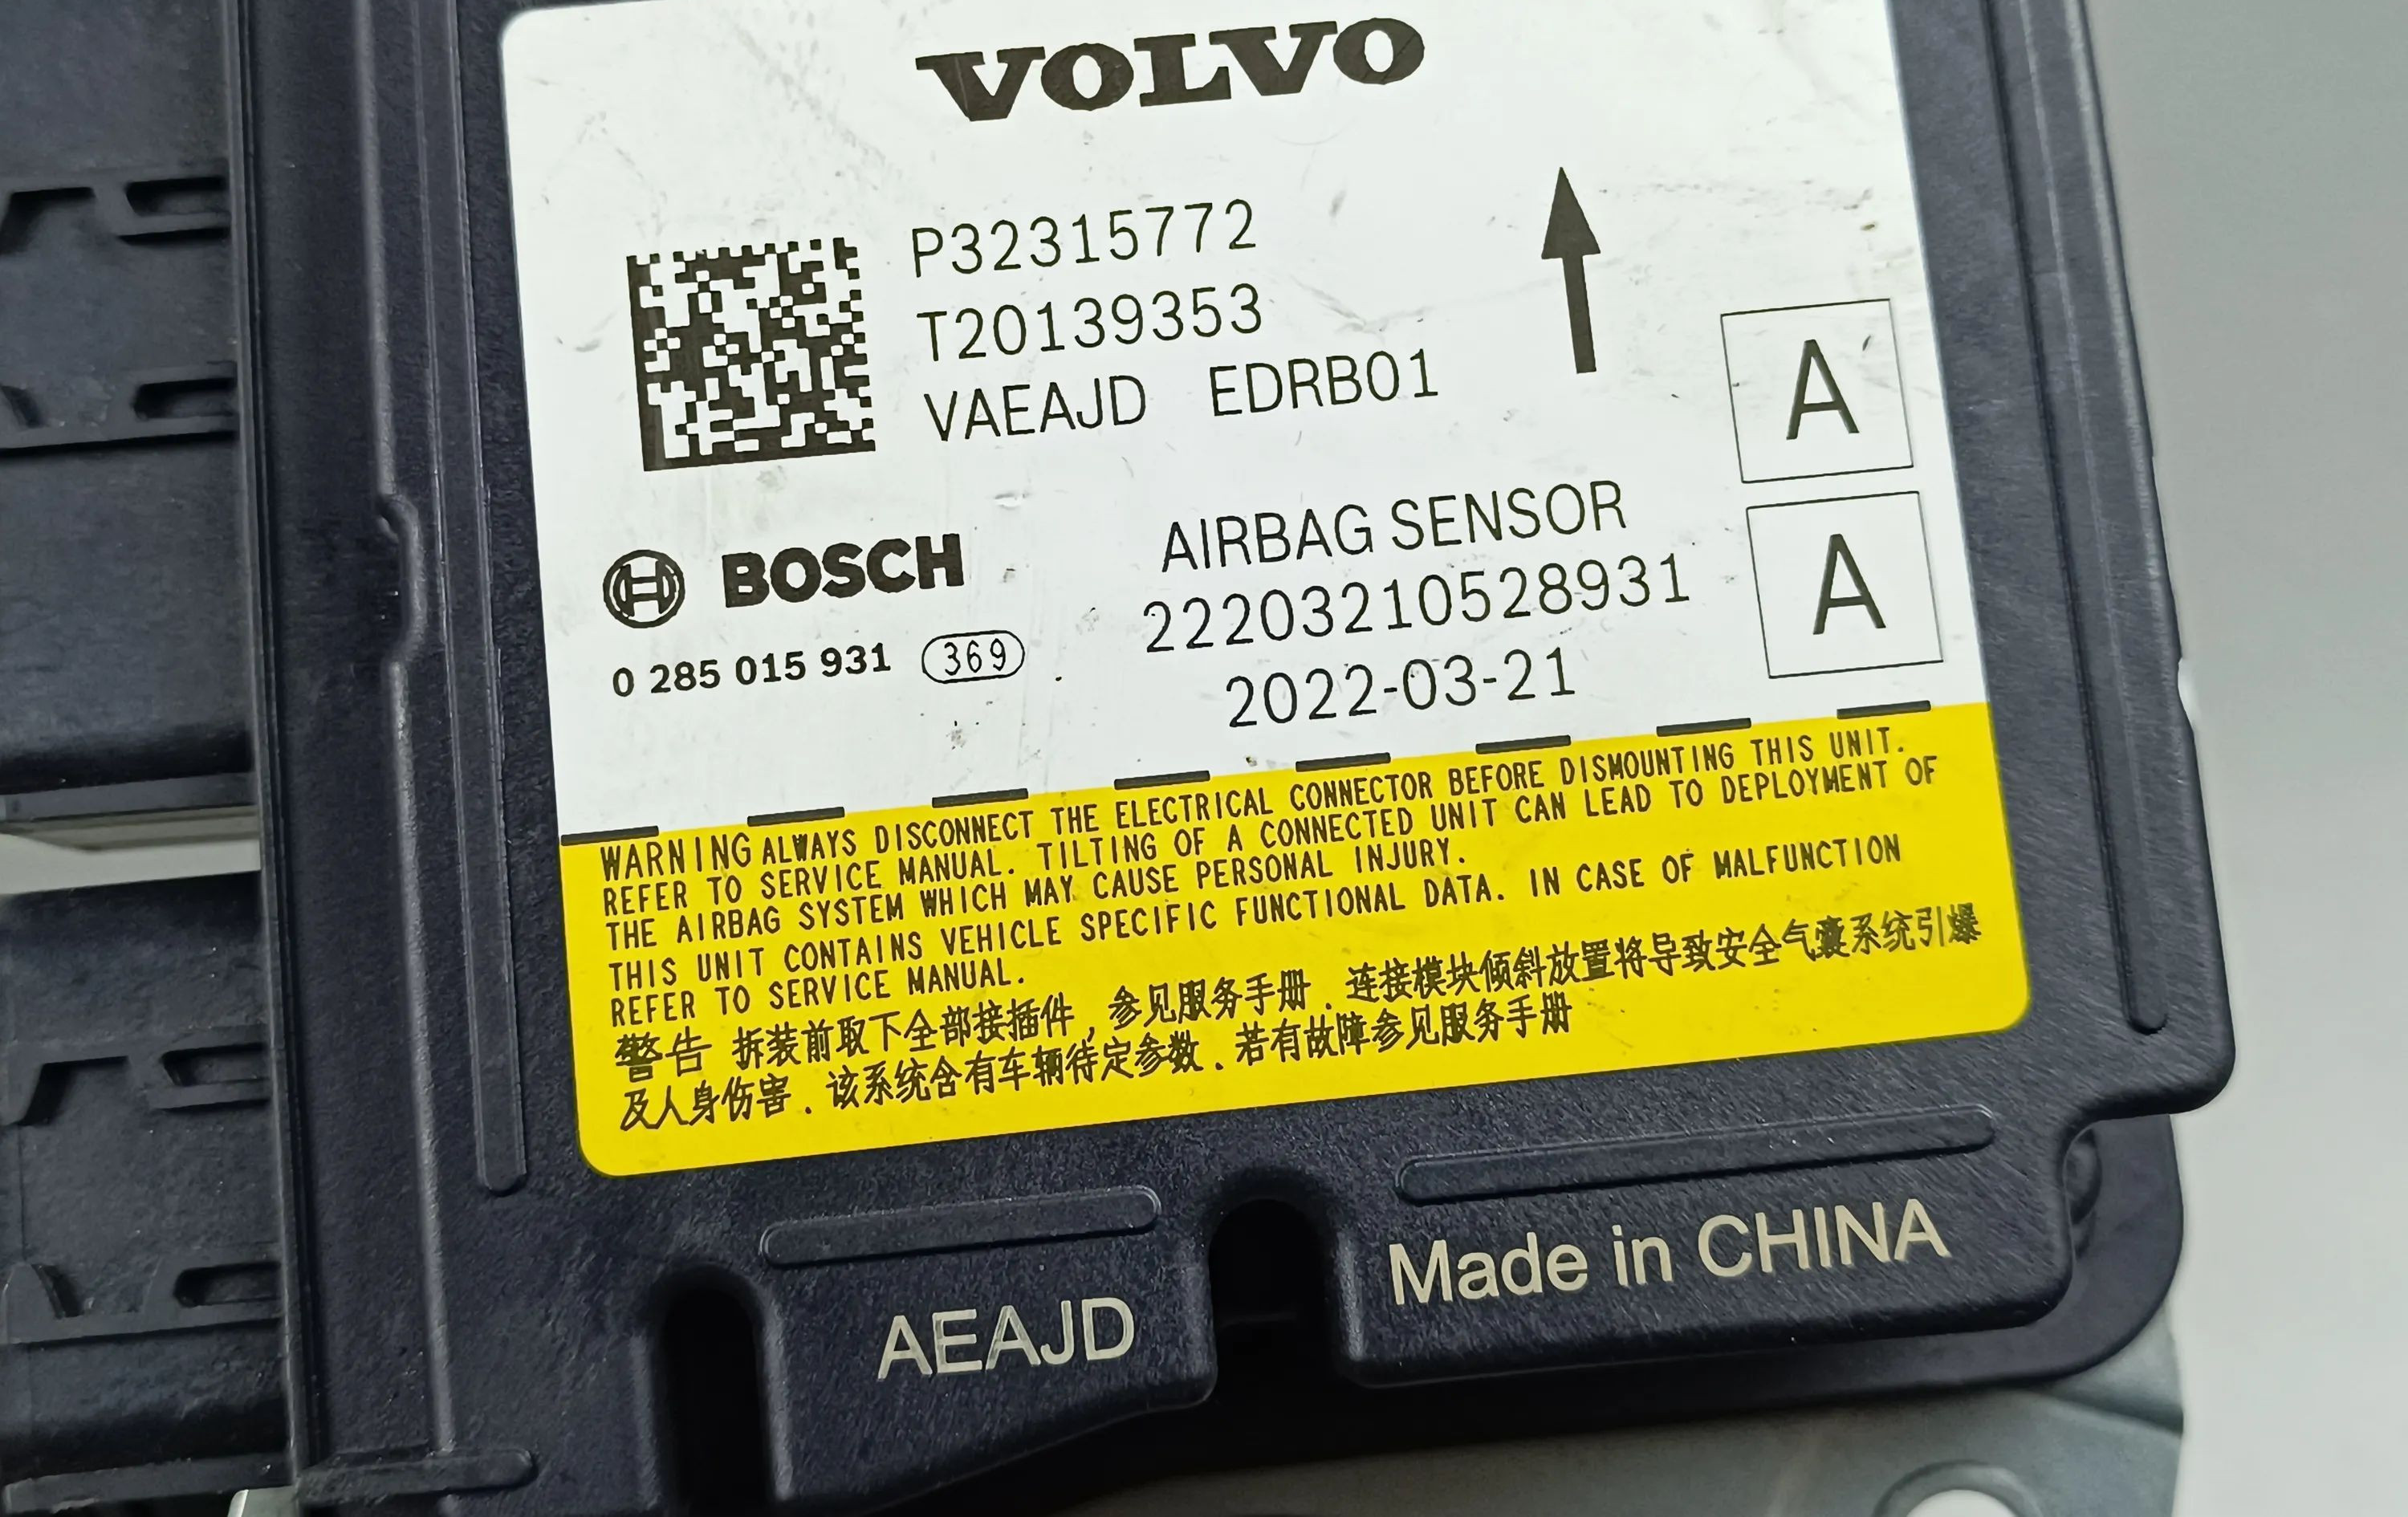 VOLVO
P32315772
T20139353
VAEAJD EDRB01
A
A
BOSCH
0 285 015 931 369
AIRBAG SENSOR
22203210528931
2022-03-21
WARNING ALWAYS DISCONNECT THE ELECTRICAL CONNECTOR BEFORE DISMOUNTING THIS UNIT.
REFER TO SERVICE MANUAL. TILTING OF A CONNECTED UNIT CAN LEAD TO DEPLOYMENT OF
THE AIRBAG SYSTEM WHICH MAY CAUSE PERSONAL INJURY.
THIS UNIT CONTAINS VEHICLE SPECIFIC FUNCTIONAL DATA. IN CASE OF MALFUNCTION
REFER TO SERVICE MANUAL.
警告 拆装前取下全部接插件,参见服务手册.连接模块倾斜放置将导致安全气囊系统引爆
及人身伤害.该系统含有车辆待定参数.若有故障参见服务手册
AEAJD
Made in CHINA